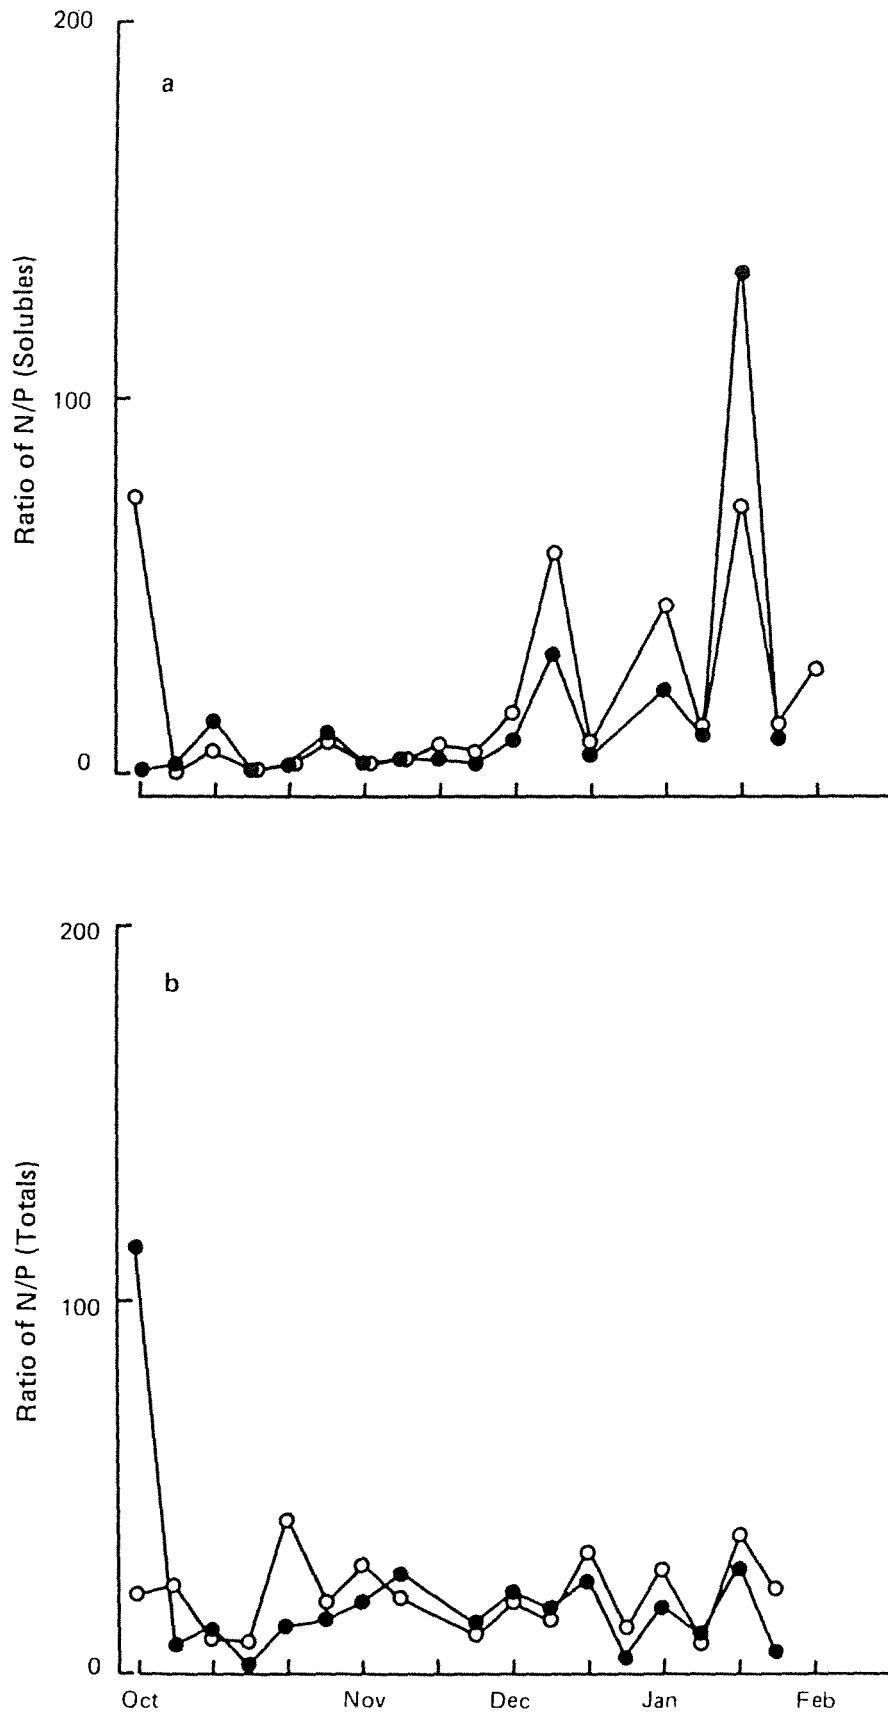 200
a
Ratio of N/P (Solubles)
100
0
200
b
Ratio of N/P (Totals)
100
0
Oct Nov Dec Jan Feb